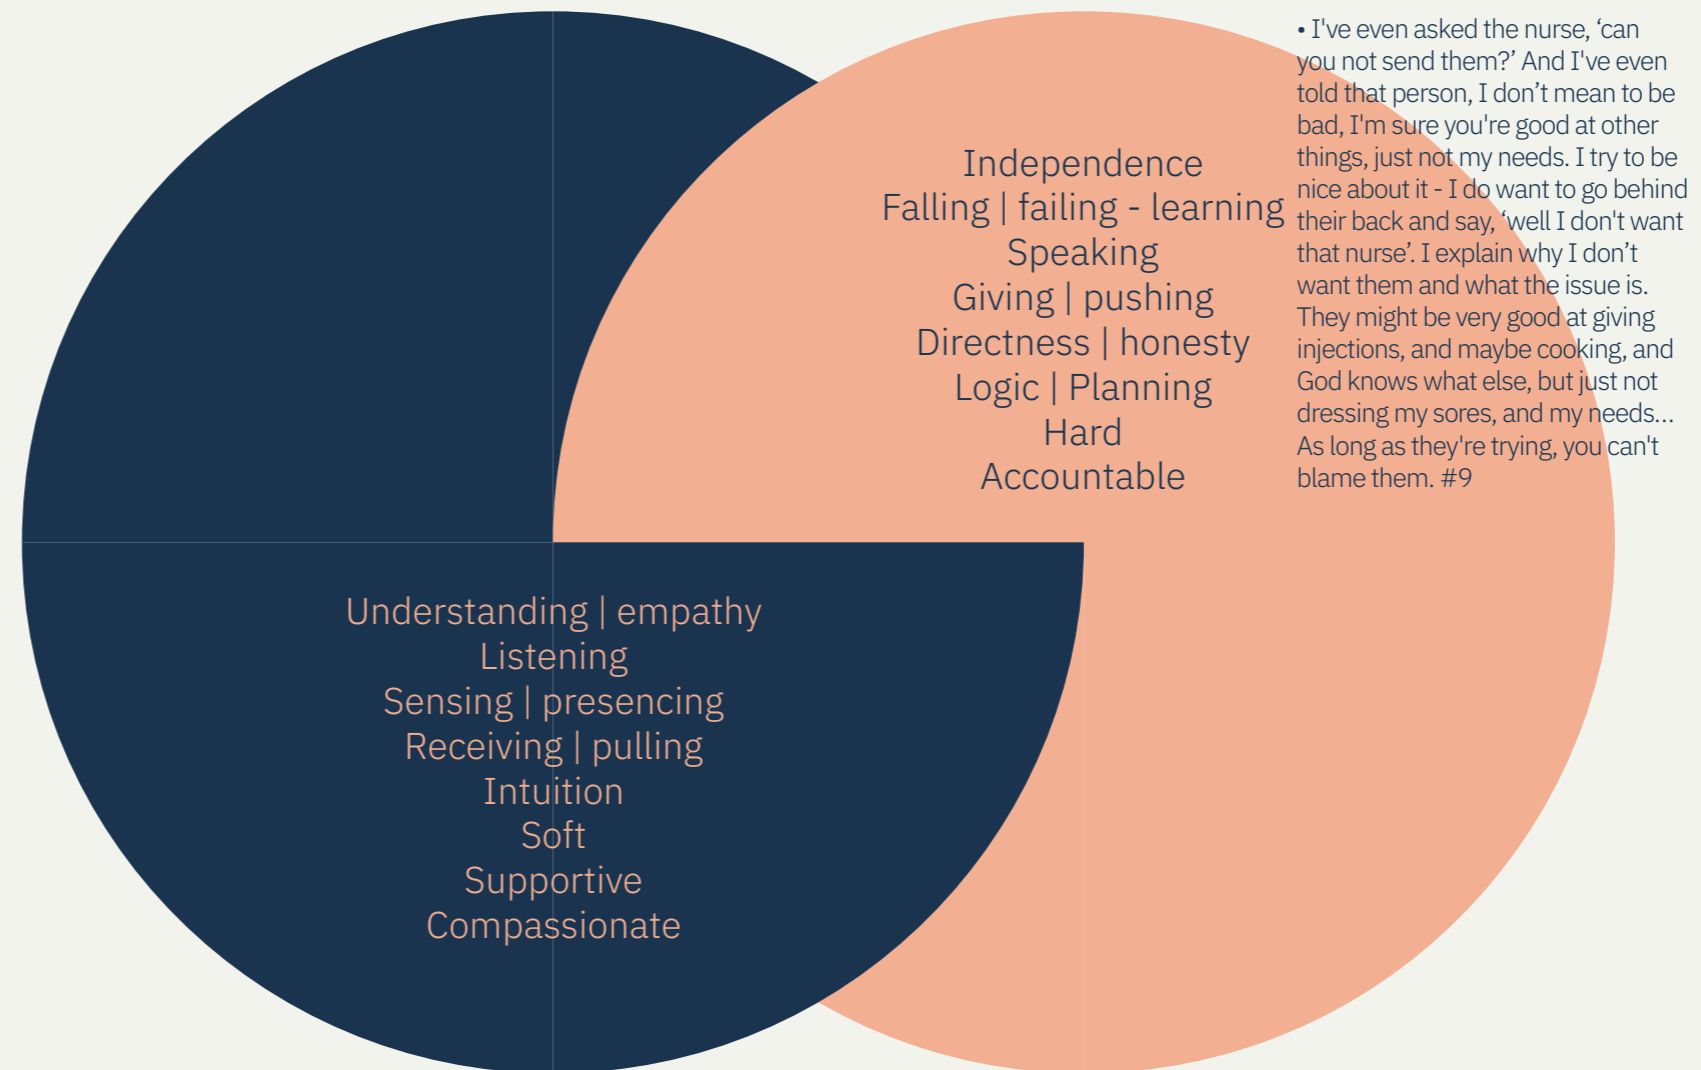 Independence
Falling | failing - learning
Speaking
Giving | pushing
Directness | honesty
Logic | Planning
Hard
Accountable
• I've even asked the nurse, ‘can
you not send them?’ And I've even
told that person, I don’t mean to be
bad, I'm sure you're good at other
things, just not my needs. I try to be
nice about it - I do want to go behind
their back and say, ‘well I don't want
that nurse’. I explain why I don’t
want them and what the issue is.
They might be very good at giving
injections, and maybe cooking, and
God knows what else, but just not
dressing my sores, and my needs...
As long as they're trying, you can't
blame them. #9
Understanding | empathy
Listening
Sensing | presencing
Receiving | pulling
Intuition
Soft
Supportive
Compassionate